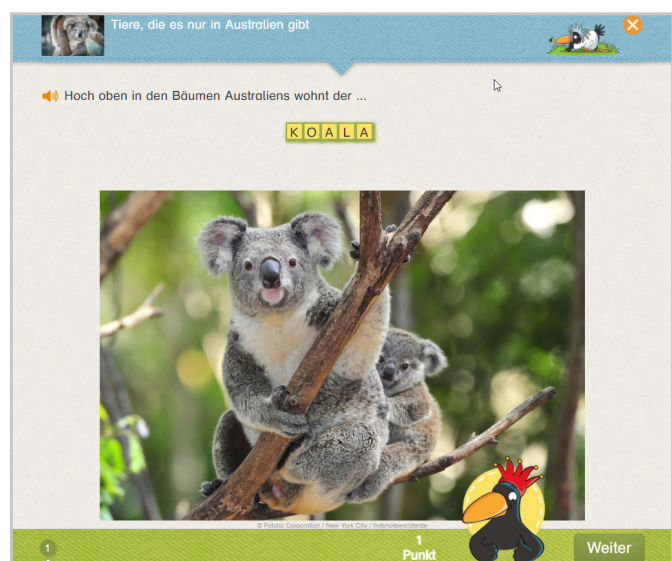 Tiere, die es nur in Australien gibt
Hoch oben in den Bäumen Australiens wohnt der ...
KOALA
© Fotolia Corporation / New York City / hotshotsworldwide
1
1
Punkt
Weiter